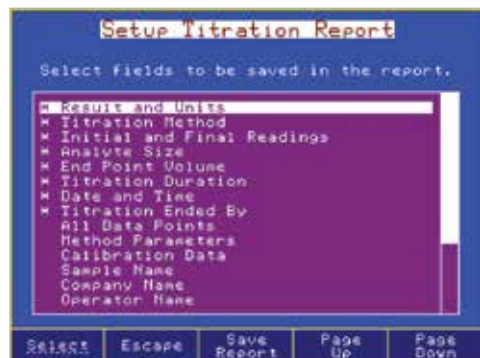 Setup Titration Report
Select fields to be saved in the report.
* Result and Units
* Titration Method
* Initial and Final Readings
* Analyte Size
* End Point Volume
* Titration Duration
* Date and Time
* Titration Ended By
All Data Points
Method Parameters
Calibration Data
Sample Name
Company Name
Operator Name
Select Escape Save Report Page Up Page Down